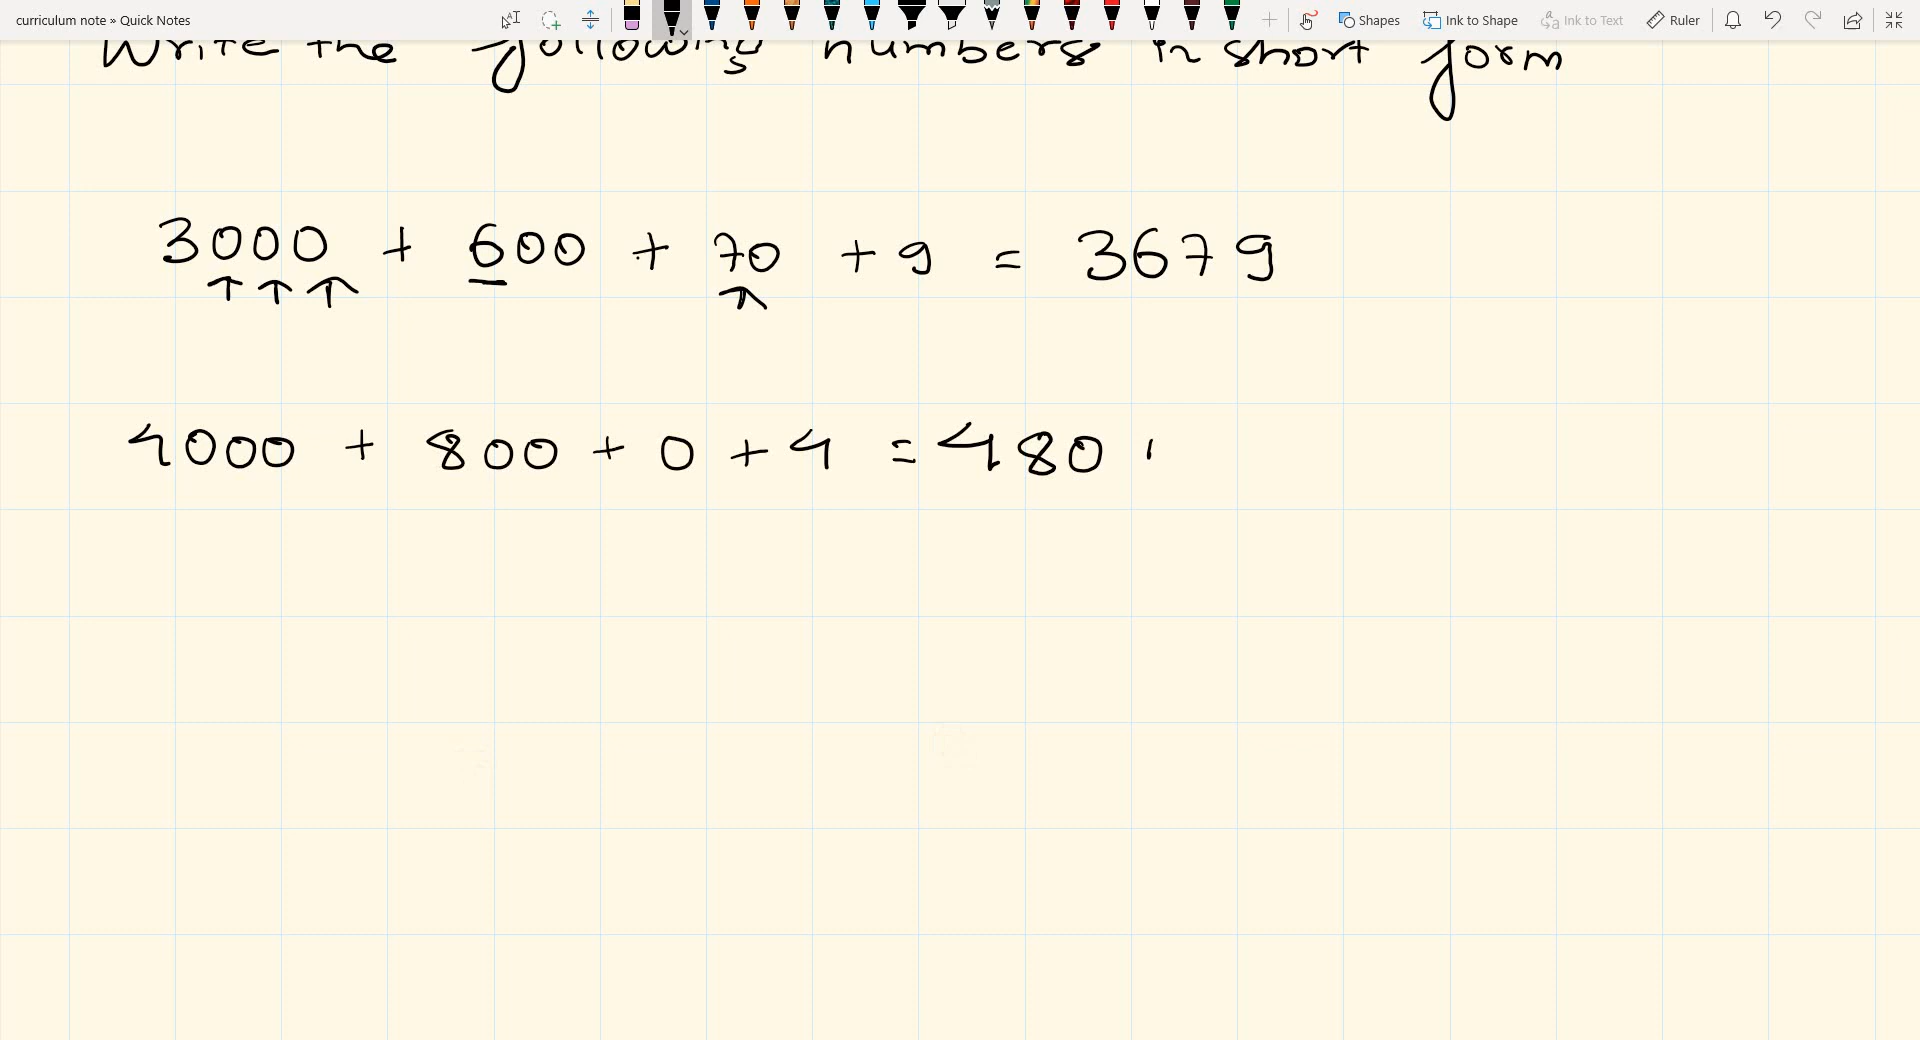 curriculum note » Quick Notes Shapes Ink to Shape Ink to Text Ruler
Write the following numbers in short form
3000 + 600 + 70 + 9 = 3679
4000 + 800 + 0 + 4 = 480